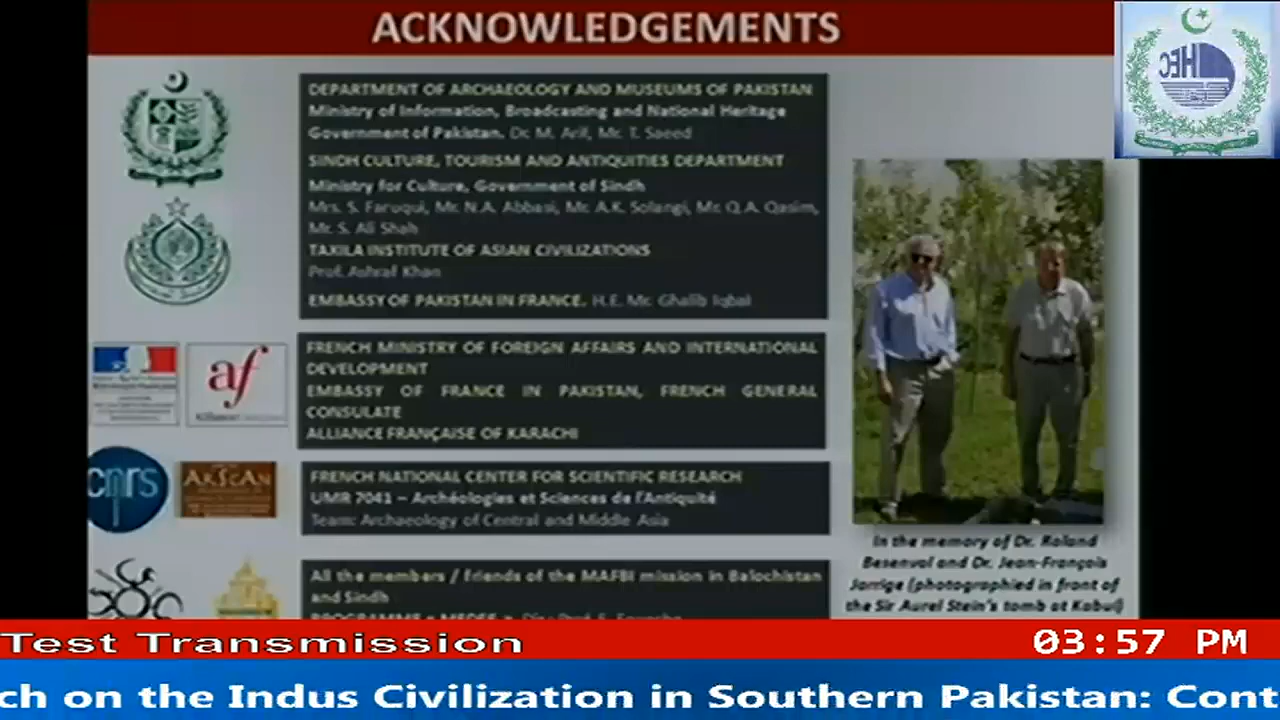 ACKNOWLEDGEMENTS
HEC
DEPARTMENT OF ARCHEOLOGY AND MUSEUMS OF PAKISTAN
Ministry of Information, Broadcasting and National Heritage
Government of Pakistan. Dr. M. Arif, Mr. T. Saeed
SINDH CULTURE, TOURISM AND ANTIQUITIES DEPARTMENT
Ministry for Culture, Government of Sindh
Mrs. S. Faruqui, Mr. N.A. Abbasi, Mr. A.K. Solangi, Mr. Q.A. Qasim,
Mr. S. Ali Shah
TAXILA INSTITUTE OF ASIAN CIVILIZATIONS
Prof. Ashraf Khan
EMBASSY OF PAKISTAN IN FRANCE. H.E. Mr. Ghalib Iqbal
af
Alliance
FRENCH MINISTRY OF FOREIGN AFFAIRS AND INTERNATIONAL
DEVELOPMENT
EMBASSY OF FRANCE IN PAKISTAN, FRENCH GENERAL
CONSULATE
ALLIANCE FRANÇAISE OF KARACHI
cnrs
ArScAn
FRENCH NATIONAL CENTER FOR SCIENTIFIC RESEARCH
UMR 7041 – Archéologies et Sciences de l'Antiquité
Team: Archaeology of Central and Middle Asia
All the members / friends of the MAFBI mission in Balochistan
and Sindh
In the memory of Dr. Roland
Besenval and Dr. Jean-François
Jarrige (photographied in front of
the Sir Aurel Stein's tomb at Kabul)
Test Transmission
03:57 PM
ch on the Indus Civilization in Southern Pakistan: Cont